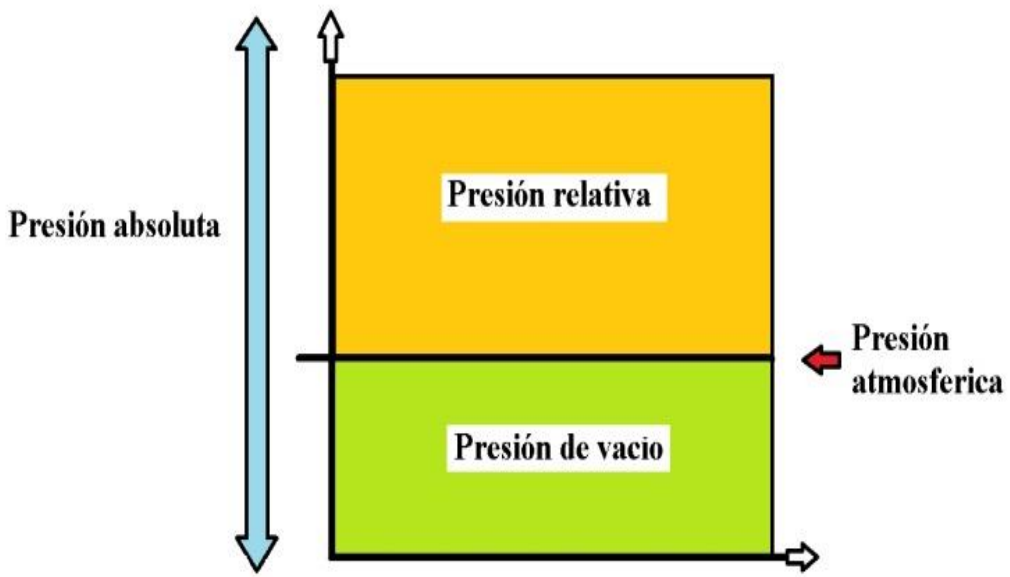 Presión relativa
Presión absoluta
Presión
atmosferica
Presión de vacio